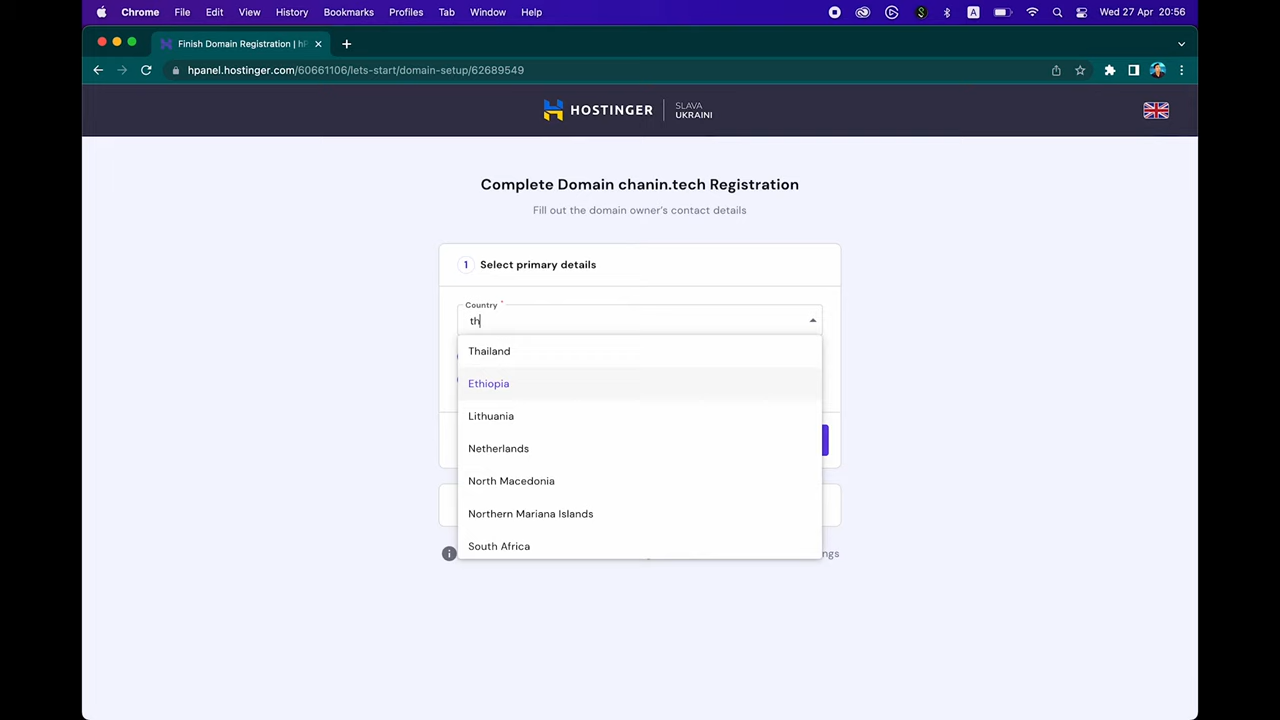 Chrome File Edit View History Bookmarks Profiles Tab Window Help A Wed 27 Apr 20:56
Finish Domain Registration | hP
hpanel.hostinger.com/60661106/lets-start/domain-setup/62689549
HOSTINGER SLAVA UKRAINI
Complete Domain chanin.tech Registration
Fill out the domain owner's contact details
1 Select primary details
Country *
th
Thailand
Ethiopia
Lithuania
Netherlands
North Macedonia
Northern Mariana Islands
South Africa
ngs